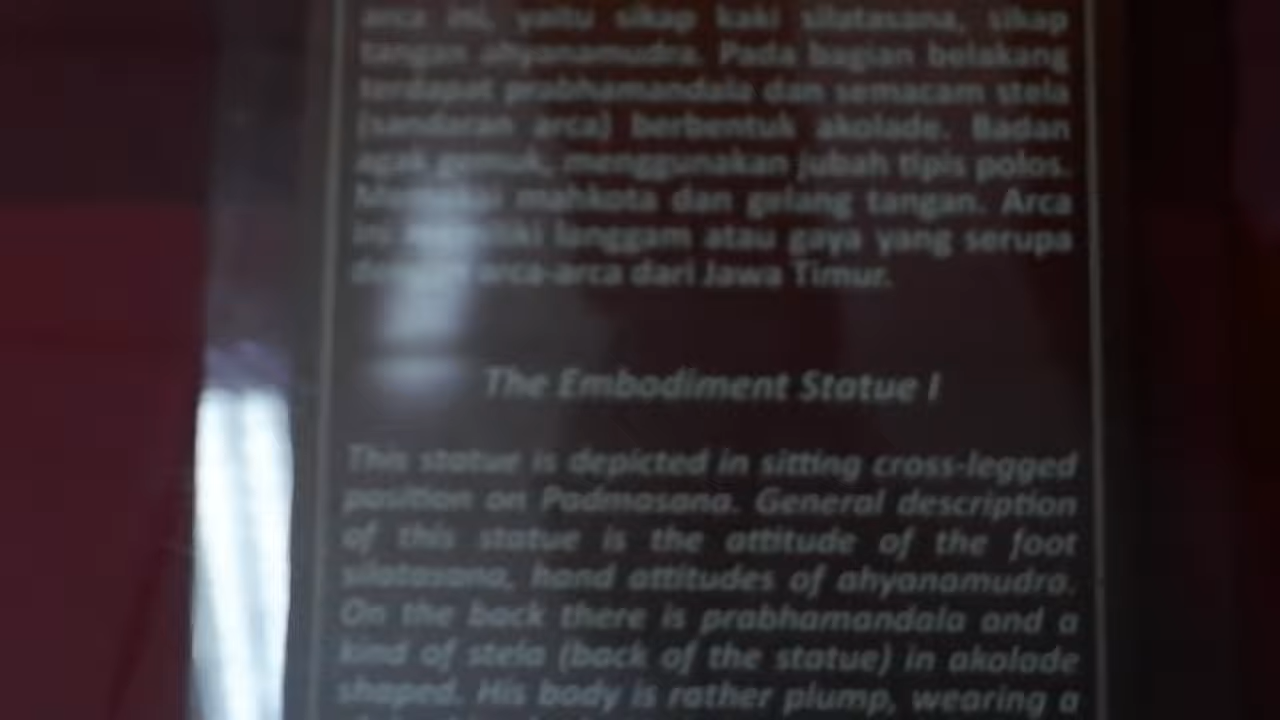 arca ini, yaitu sikap kaki silatasana, sikap
tangan ahyanamudra. Pada bagian belakang
terdapat prabhamandala dan semacam stela
(sandaran arca) berbentuk akolade. Badan
agak gemuk, menggunakan jubah tipis polos.
mahkota dan gelang tangan. Arca
ini langgam atau gaya yang serupa
arca-arca dari Jawa Timur.
The Embodiment Statue I
This statue is depicted in sitting cross-legged
position on Padmasana. General description
of this statue is the attitude of the foot
silatasana, hand attitudes of ahyanamudra.
On the back there is prabhamandala and a
kind of stela (back of the statue) in akolade
shaped. His body is rather plump, wearing a